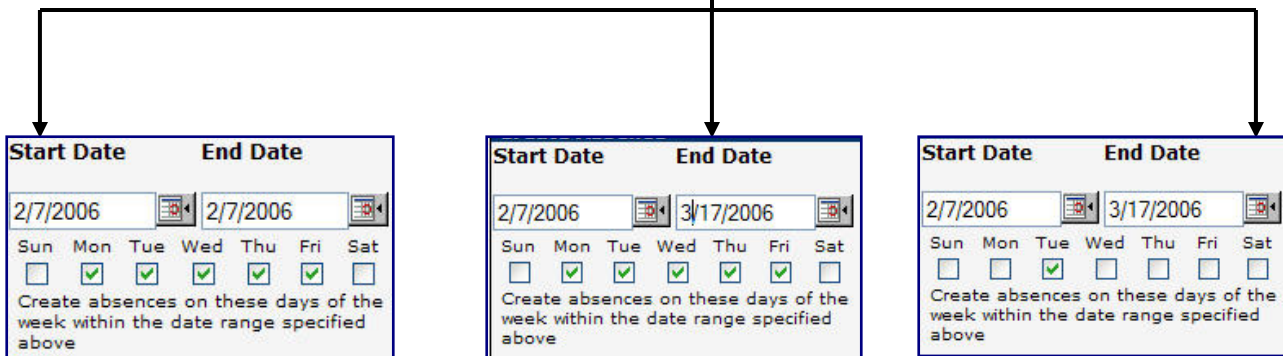 Start Date End Date
2/7/2006 2/7/2006
Sun Mon Tue Wed Thu Fri Sat
Create absences on these days of the
week within the date range specified
above
Start Date End Date
2/7/2006 3/17/2006
Sun Mon Tue Wed Thu Fri Sat
Create absences on these days of the
week within the date range specified
above
Start Date End Date
2/7/2006 3/17/2006
Sun Mon Tue Wed Thu Fri Sat
Create absences on these days of the
week within the date range specified
above